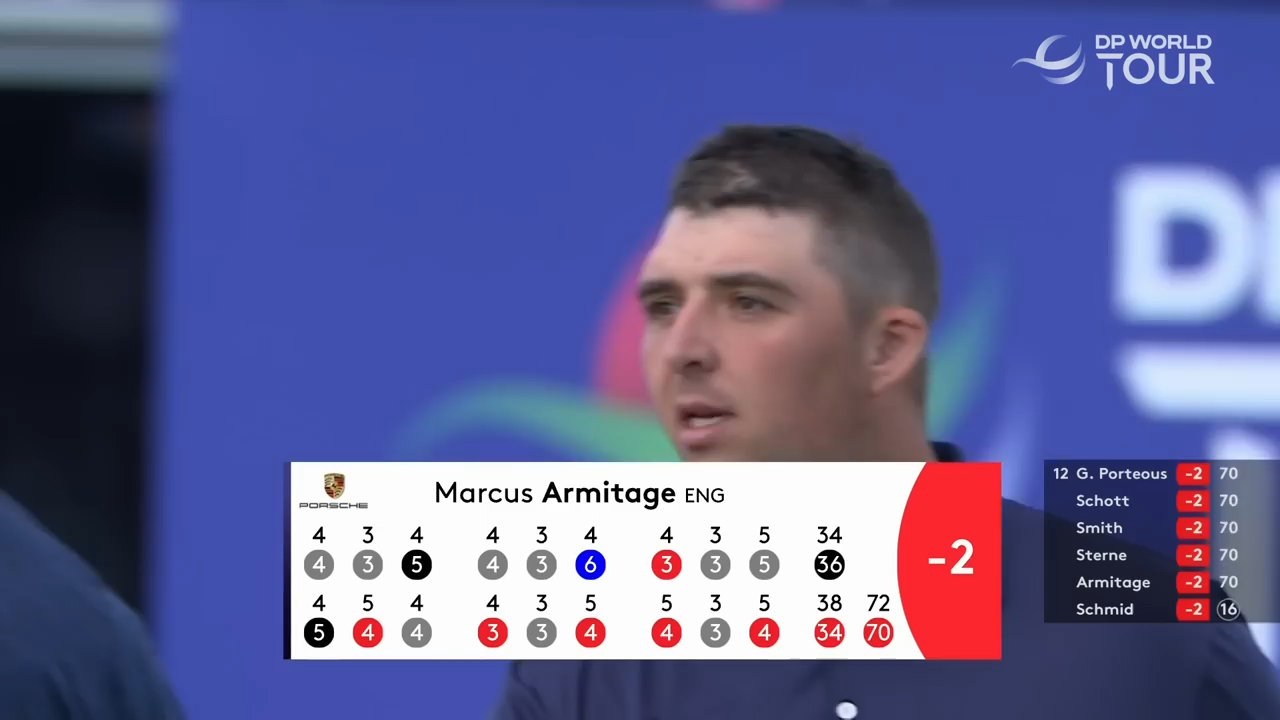 DP WORLD
TOUR
D
PORSCHE
Marcus Armitage ENG
4 3 4 4 3 4 4 3 5 34
4 3 5 4 3 6 3 3 5 36
4 5 4 4 3 5 5 3 5 38 72
5 4 4 3 3 4 4 3 4 34 70
-2
12 G. Porteous -2 70
Schott -2 70
Smith -2 70
Sterne -2 70
Armitage -2 70
Schmid -2 16